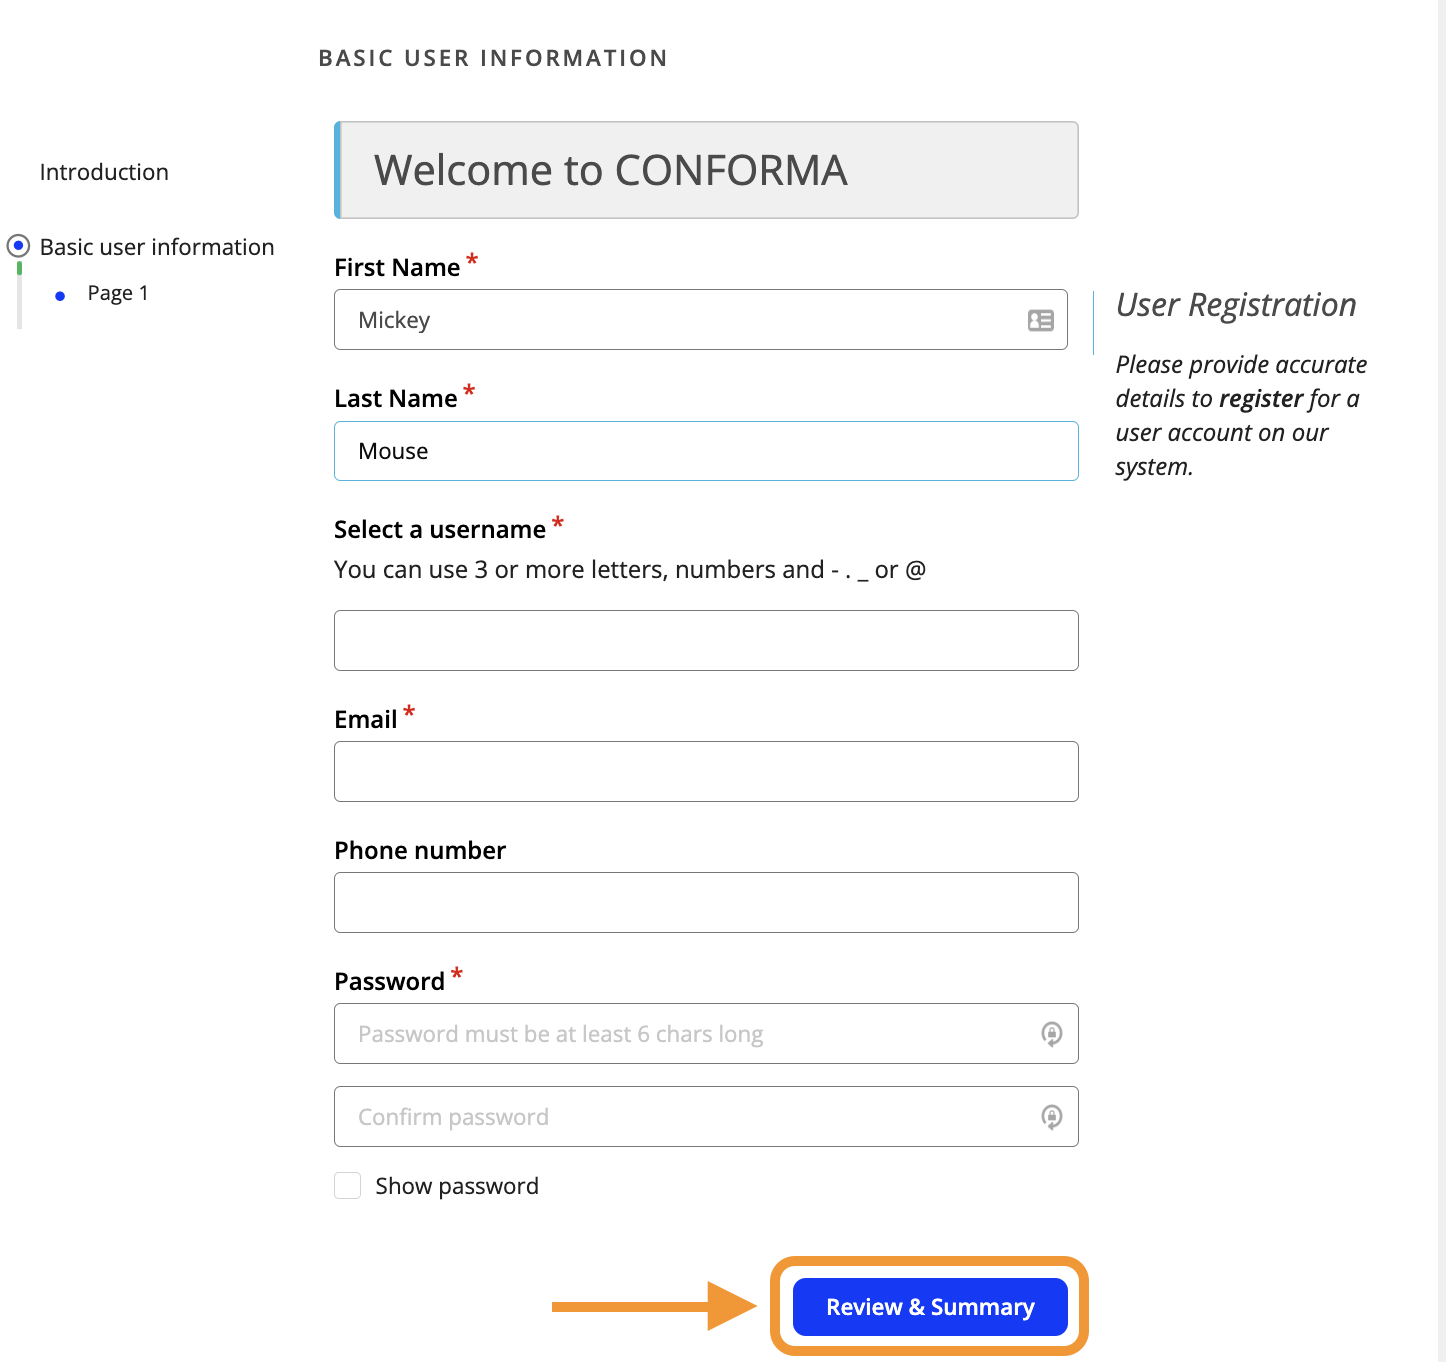 BASIC USER INFORMATION
Introduction
Basic user information
Page 1
Welcome to CONFORMA
First Name *
Mickey
Last Name *
Mouse
Select a username *
You can use 3 or more letters, numbers and - . _ or @
Email *
Phone number
Password *
Password must be at least 6 chars long
Confirm password
Show password
Review & Summary
User Registration
Please provide accurate
details to register for a
user account on our
system.